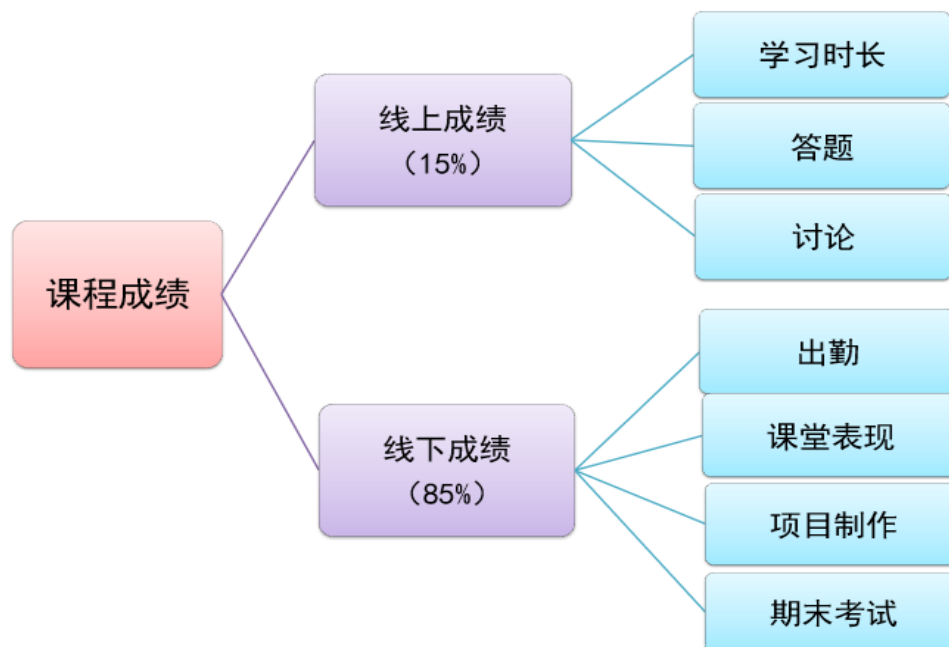 课程成绩
线上成绩
（15%）
学习时长
答题
讨论
线下成绩
（85%）
出勤
课堂表现
项目制作
期末考试